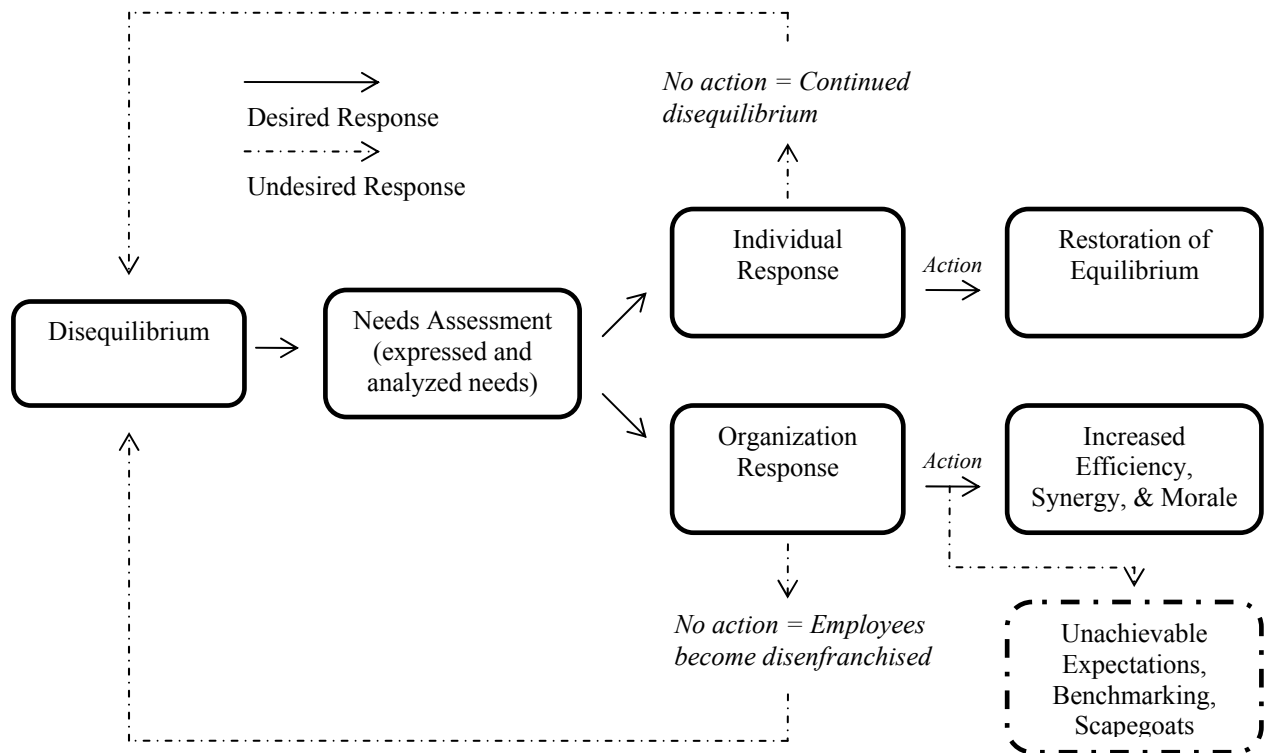 No action = Continued
disequilibrium
Desired Response
Undesired Response
Individual
Response
Action
Restoration of
Equilibrium
Disequilibrium
Needs Assessment
(expressed and
analyzed needs)
Organization
Response
Action
Increased
Efficiency,
Synergy, & Morale
No action = Employees
become disenfranchised
Unachievable
Expectations,
Benchmarking,
Scapegoats